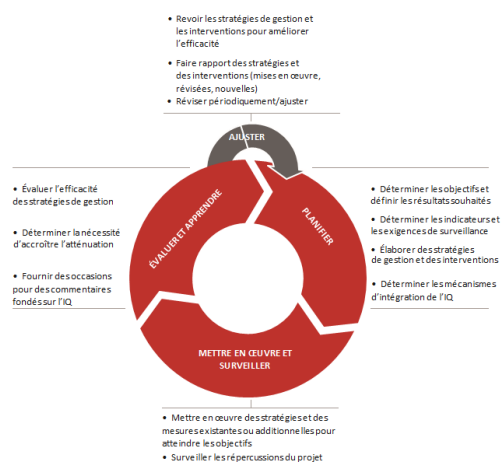 • Revoir les stratégies de gestion et
les interventions pour améliorer
l'efficacité
• Faire rapport des stratégies et
des interventions (mises en œuvre,
révisées, nouvelles)
• Réviser périodiquement/ajuster
AJUSTER
• Évaluer l'efficacité
des stratégies de gestion
• Déterminer la nécessité
d'accroître l'atténuation
• Fournir des occasions
pour des commentaires
fondés sur l'IQ
ÉVALUER ET APPRENDRE
PLANIFIER
• Déterminer les objectifs et
définir les résultats souhaités
• Déterminer les indicateurs et
les exigences de surveillance
• Élaborer des stratégies
de gestion et des interventions
• Déterminer les mécanismes
d'intégration de l'IQ
METTRE EN ŒUVRE ET
SURVEILLER
• Mettre en œuvre des stratégies et des
mesures existantes ou additionnelles pour
atteindre les objectifs
• Surveiller les répercussions du projet